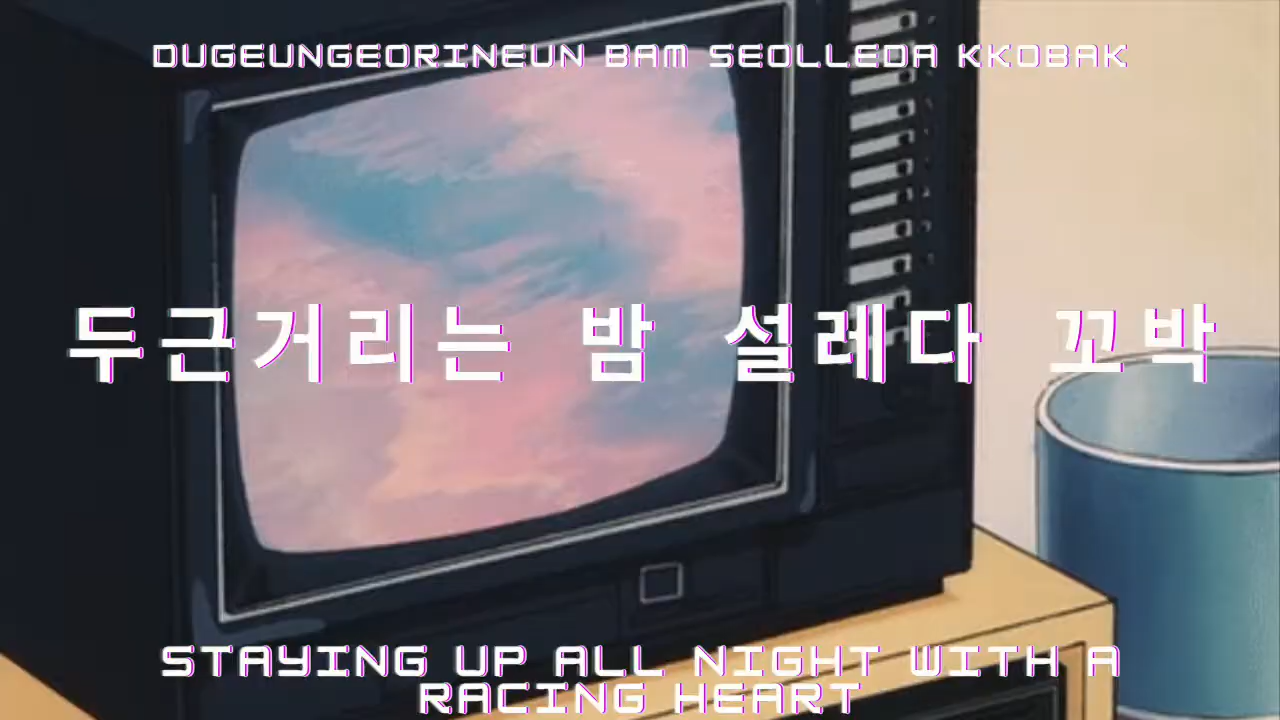 DUGEUNGEORINEUN BAM SEOLLEDA KKOBAK
두근거리는 밤 설레다 꼬박
STAYING UP ALL NIGHT WITH A
RACING HEART